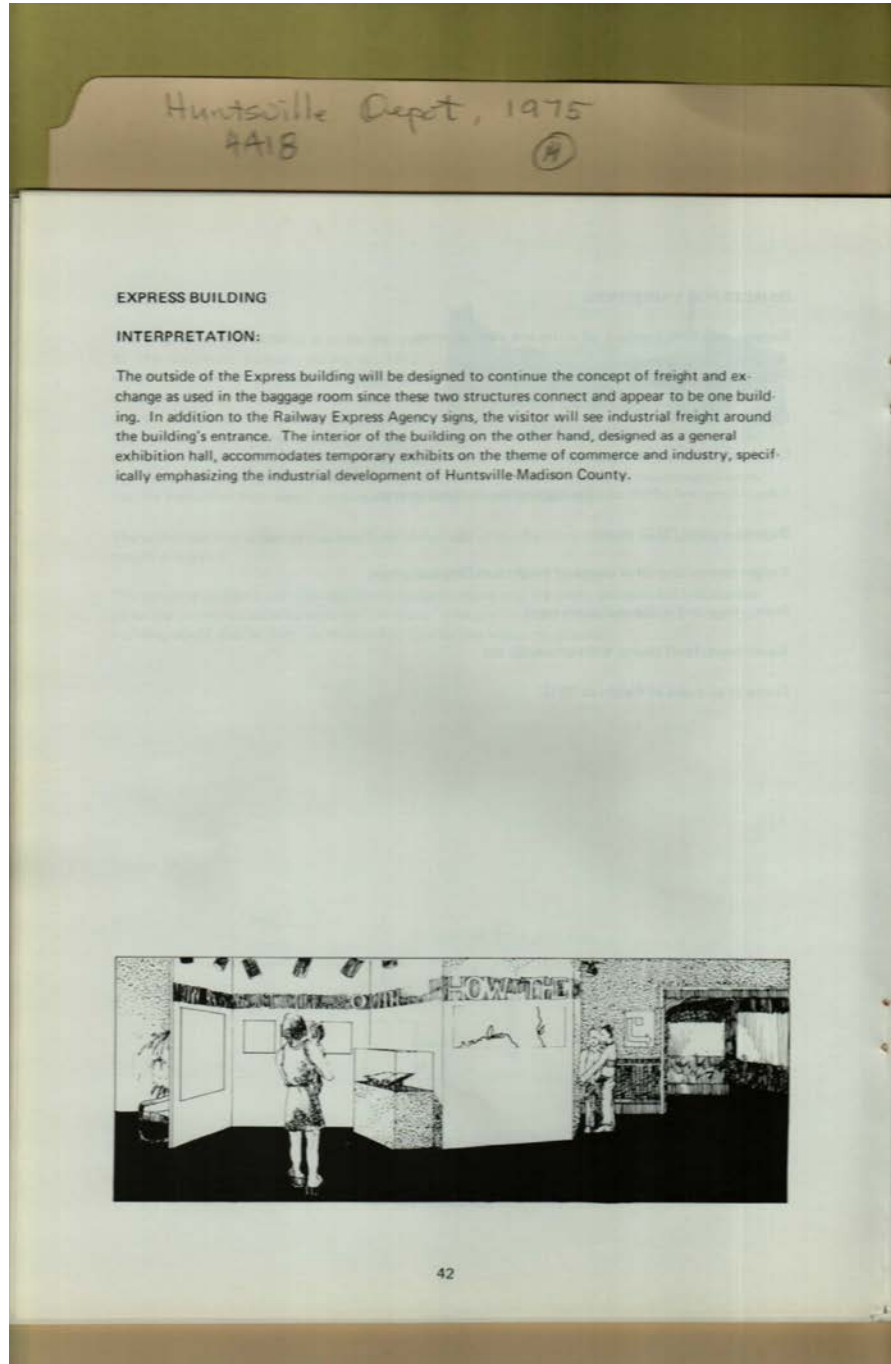 Huntsville Depot, 1975
4418
EXPRESS BUILDING
INTERPRETATION:
The outside of the Express building will be designed to continue the concept of freight and ex-
change as used in the baggage room since these two structures connect and appear to be one build-
ing. In addition to the Railway Express Agency signs, the visitor will see industrial freight around
the building's entrance. The interior of the building on the other hand, designed as a general
exhibition hall, accommodates temporary exhibits on the theme of commerce and industry, specif-
ically emphasizing the industrial development of Huntsville-Madison County.
HOW THE
42